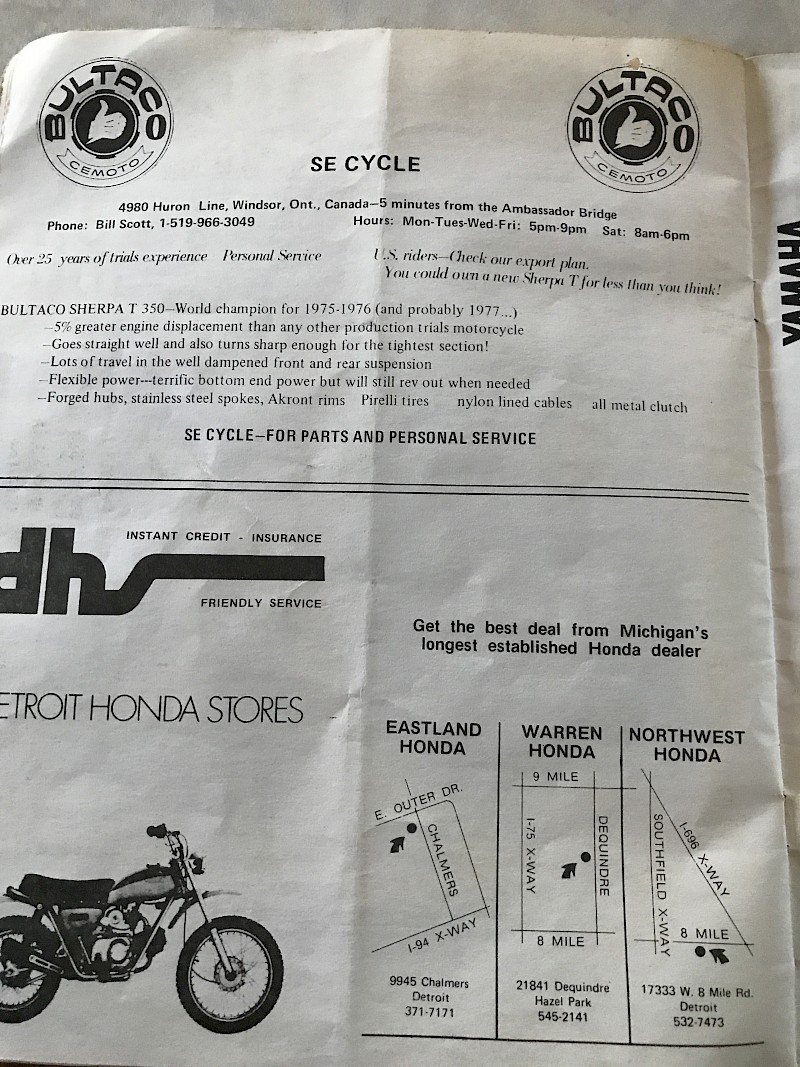 BULTACO
CEMOTO
BULTACO
CEMOTO
SE CYCLE
4980 Huron Line, Windsor, Ont., Canada—5 minutes from the Ambassador Bridge
Phone: Bill Scott, 1-519-966-3049 Hours: Mon-Tues-Wed-Fri: 5pm-9pm Sat: 8am-6pm
Over 25 years of trials experience Personal Service
U.S. riders—Check our export plan.
You could own a new Sherpa T for less than you think!
BULTACO SHERPA T 350—World champion for 1975-1976 (and probably 1977...)
—5% greater engine displacement than any other production trials motorcycle
—Goes straight well and also turns sharp enough for the tightest section!
—Lots of travel in the well dampened front and rear suspension
—Flexible power---terrific bottom end power but will still rev out when needed
—Forged hubs, stainless steel spokes, Akront rims Pirelli tires nylon lined cables all metal clutch
SE CYCLE—FOR PARTS AND PERSONAL SERVICE
INSTANT CREDIT - INSURANCE
dhs
FRIENDLY SERVICE
ETROIT HONDA STORES
Get the best deal from Michigan's
longest established Honda dealer
EASTLAND
HONDA
E. OUTER DR.
CHALMERS
I-94 X-WAY
9945 Chalmers
Detroit
371-7171
WARREN
HONDA
9 MILE
I-75 X-WAY
DEQUINDRE
8 MILE
21841 Dequindre
Hazel Park
545-2141
NORTHWEST
HONDA
I-696 X-WAY
SOUTHFIELD X-WAY
8 MILE
17333 W. 8 Mile Rd.
Detroit
532-7473
YAMAHA